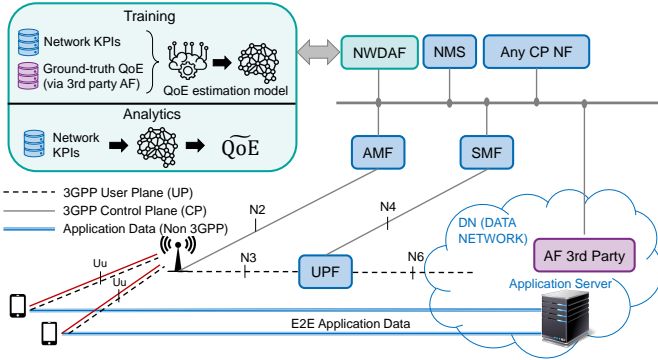 Training
Network KPIs
Ground-truth QoE
(via 3rd party AF)
QoE estimation model
Analytics
Network
KPIs
QoE
NWDAF
NMS
Any CP NF
AMF
SMF
3GPP User Plane (UP)
3GPP Control Plane (CP)
Application Data (Non 3GPP)
N2
N4
DN (DATA
NETWORK)
Uu
Uu
N3
UPF
N6
AF 3rd Party
Application Server
E2E Application Data